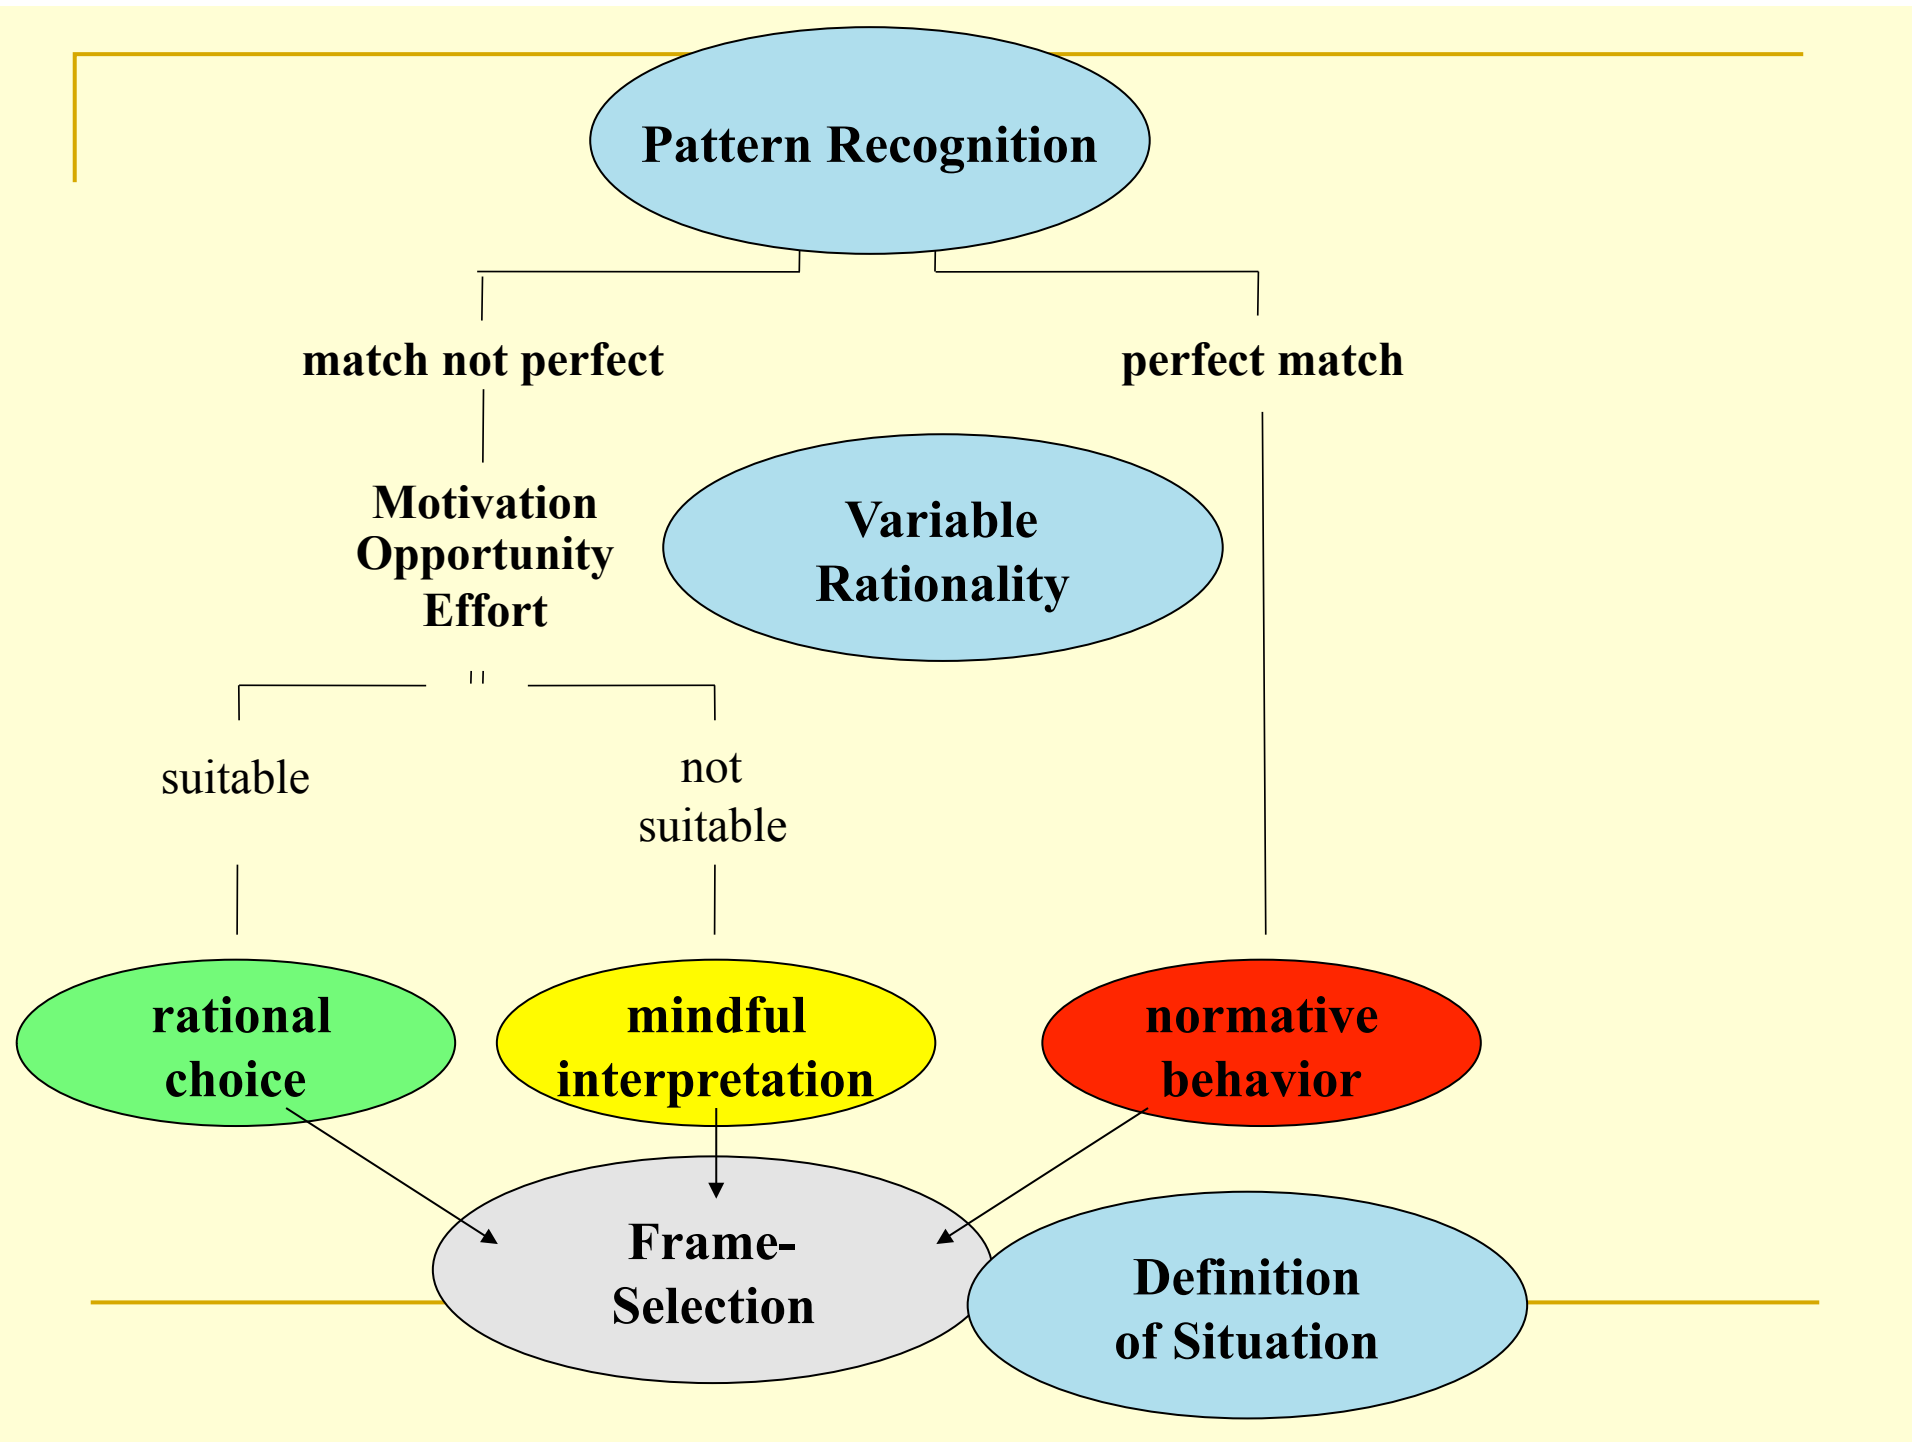 Pattern Recognition
match not perfect
perfect match
Motivation
Opportunity
Effort
Variable
Rationality
suitable
not
suitable
rational
choice
mindful
interpretation
normative
behavior
Frame-
Selection
Definition
of Situation